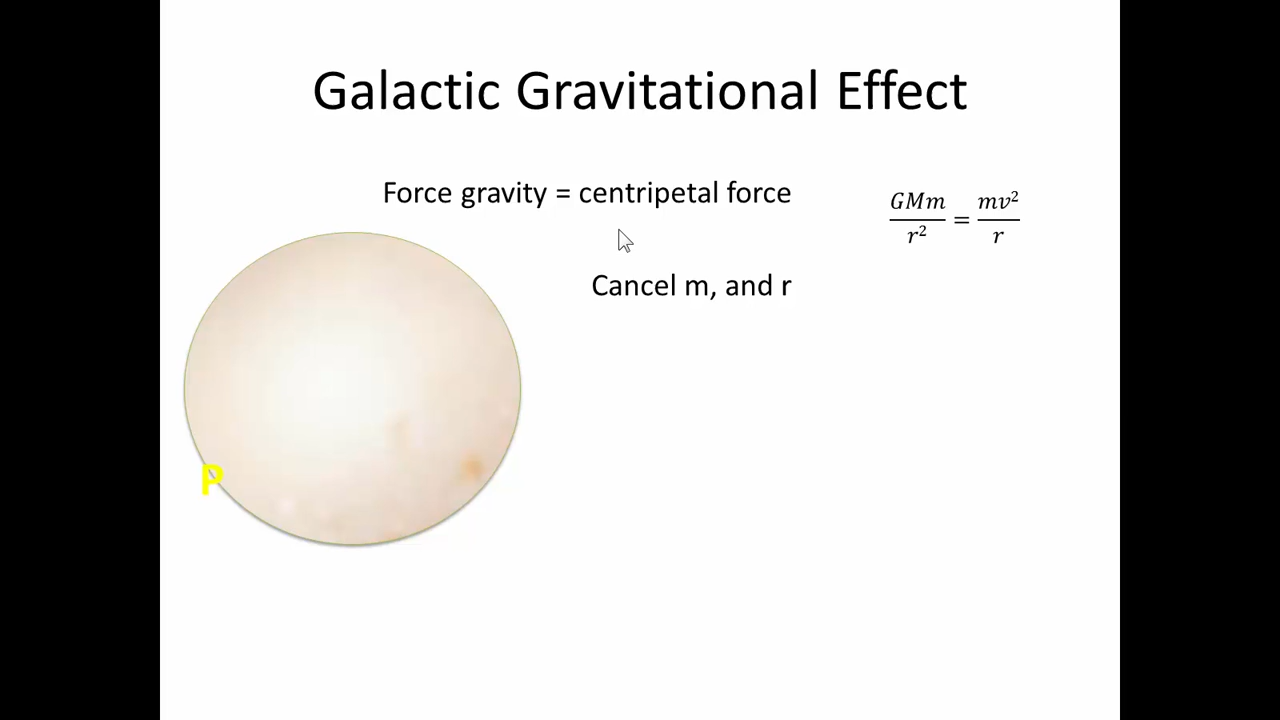 Galactic Gravitational Effect
Force gravity = centripetal force
GMm/r² = mv²/r
Cancel m, and r
P